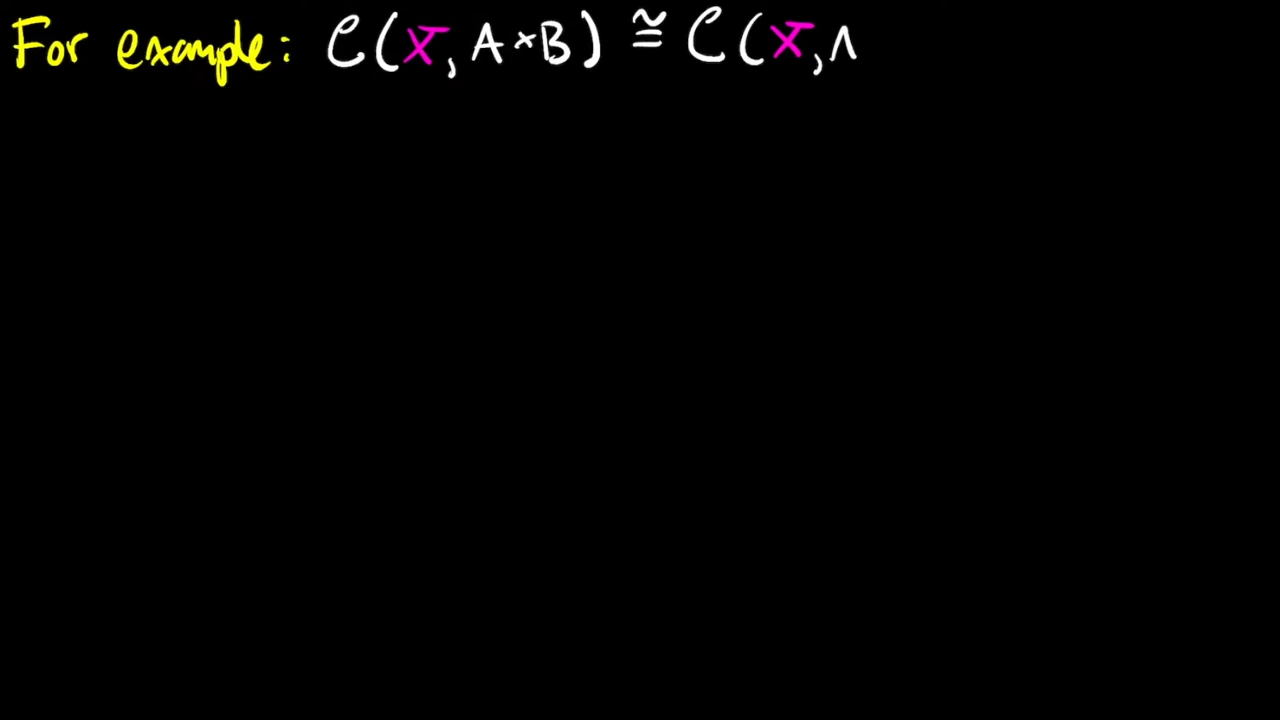 For example: C(X, A×B) ≅ C(X, Λ